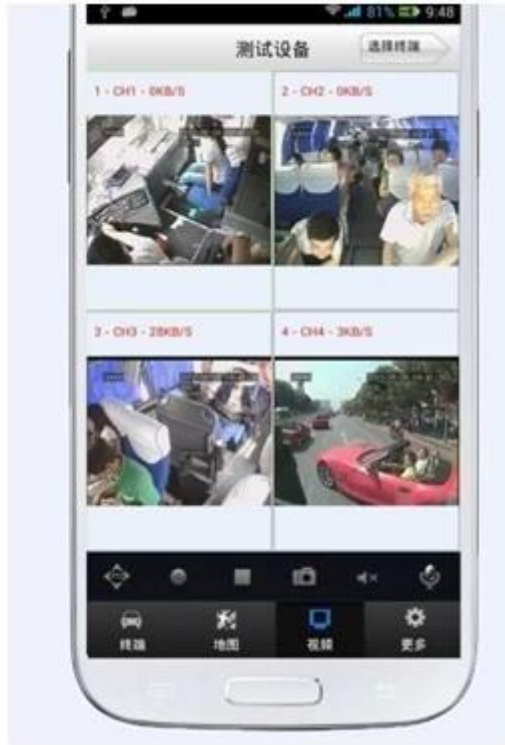 81% 9:48
测试设备 选择终端
1 - CH1 - 0KB/S 2 - CH2 - 0KB/S
3 - CH3 - 28KB/S 4 - CH4 - 3KB/S
终端 地图 视频 更多